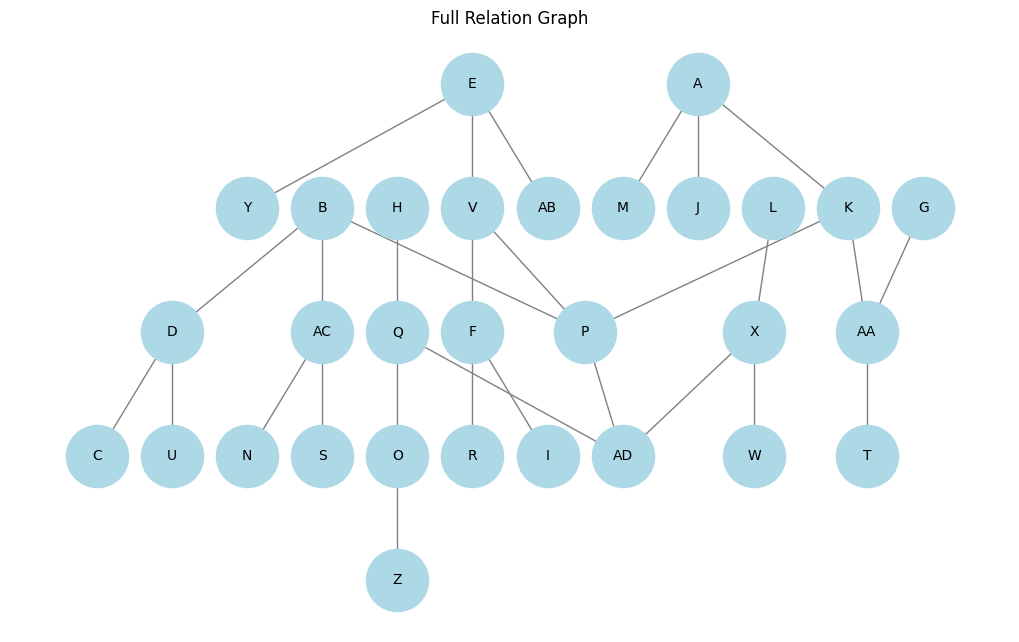 Full Relation Graph
E A
Y B H V AB M J L K G
D AC Q F P X AA
C U N S O R I AD W T
Z